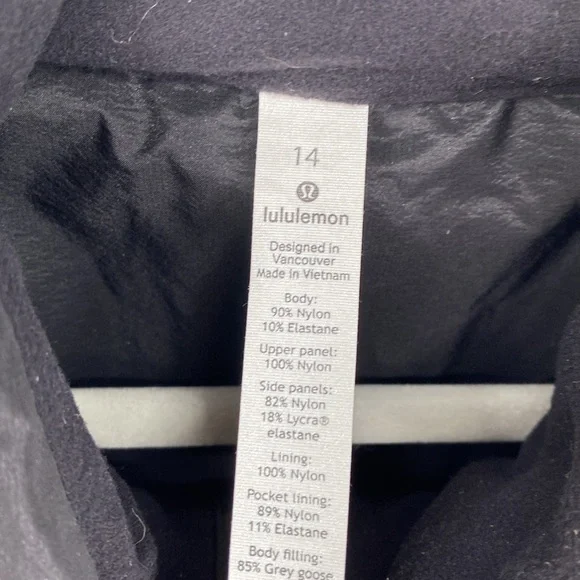 14
lululemon
Designed in
Vancouver
Made in Vietnam
Body:
90% Nylon
10% Elastane
Upper panel:
100% Nylon
Side panels:
82% Nylon
18% Lycra®
elastane
Lining:
100% Nylon
Pocket lining:
89% Nylon
11% Elastane
Body filling:
85% Grey goose